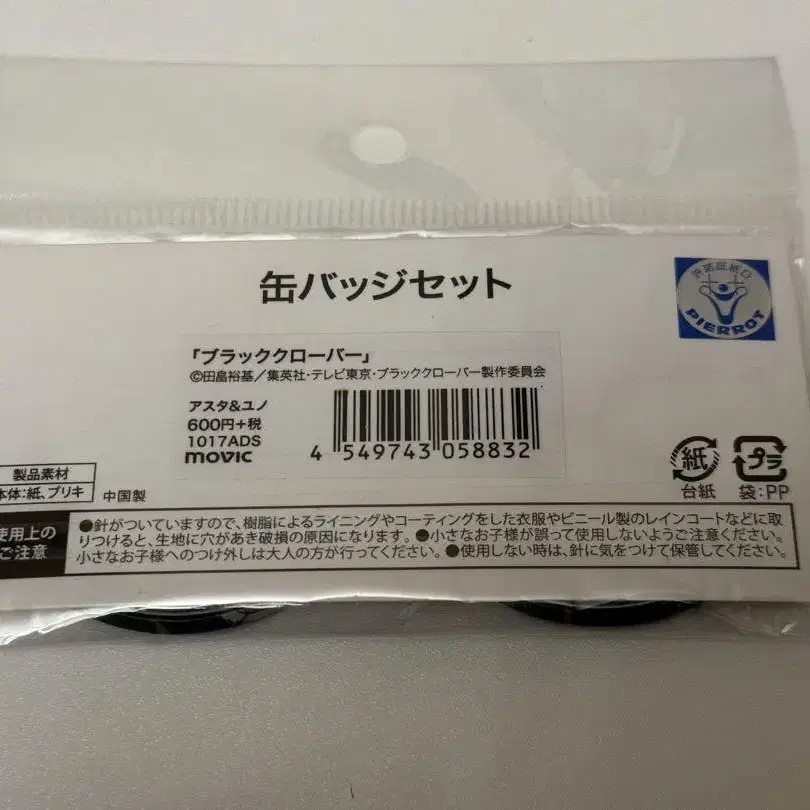 缶バッジセット
許諾証紙D
PIERROT
「ブラッククローバー」
©田畠裕基／集英社・テレビ東京・ブラッククローバー製作委員会
アスタ&ユノ
600円+税
1017ADS
movic
4 549743 058832
紙
台紙
プラ
袋:PP
製品素材
本体:紙、ブリキ
中国製
使用上の
ご注意
●針がついていますので、樹脂によるライニングやコーティングをした衣服やビニール製のレインコートなどに取
りつけると、生地に穴があき破損の原因になります。●小さなお子様が誤って使用しないようご注意ください。
小さなお子様へのつけ外しは大人の方が行ってください。●使用しない時は、針に気をつけて保管してください。